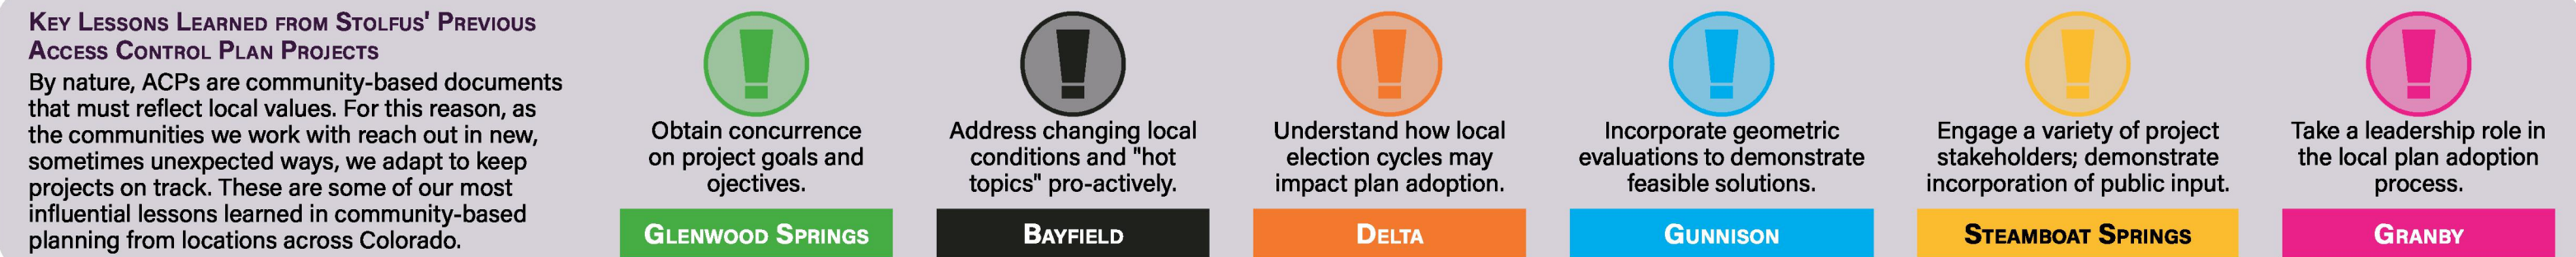 KEY LESSONS LEARNED FROM STOLFUS' PREVIOUS
ACCESS CONTROL PLAN PROJECTS
By nature, ACPs are community-based documents
that must reflect local values. For this reason, as
the communities we work with reach out in new,
sometimes unexpected ways, we adapt to keep
projects on track. These are some of our most
influential lessons learned in community-based
planning from locations across Colorado.
Obtain concurrence
on project goals and
ojectives.
GLENWOOD SPRINGS
Address changing local
conditions and "hot
topics" pro-actively.
BAYFIELD
Understand how local
election cycles may
impact plan adoption.
DELTA
Incorporate geometric
evaluations to demonstrate
feasible solutions.
GUNNISON
Engage a variety of project
stakeholders; demonstrate
incorporation of public input.
STEAMBOAT SPRINGS
Take a leadership role in
the local plan adoption
process.
GRANBY